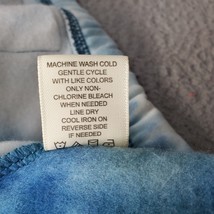 MACHINE WASH COLD
GENTLE CYCLE
WITH LIKE COLORS
ONLY NON-
CHLORINE BLEACH
WHEN NEEDED
LINE DRY
COOL IRON ON
REVERSE SIDE
IF NEEDED